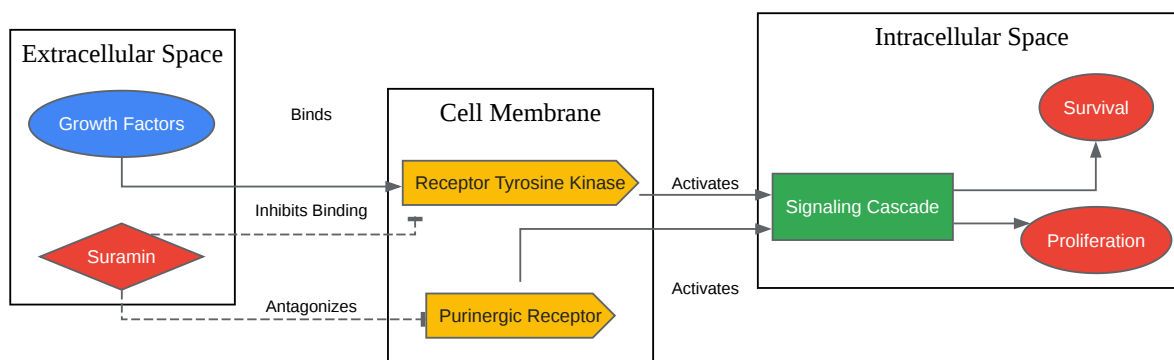 Extracellular Space
Growth Factors
Suramin
Binds
Inhibits Binding
Antagonizes
Cell Membrane
Receptor Tyrosine Kinase
Purinergic Receptor
Activates
Activates
Intracellular Space
Signaling Cascade
Survival
Proliferation